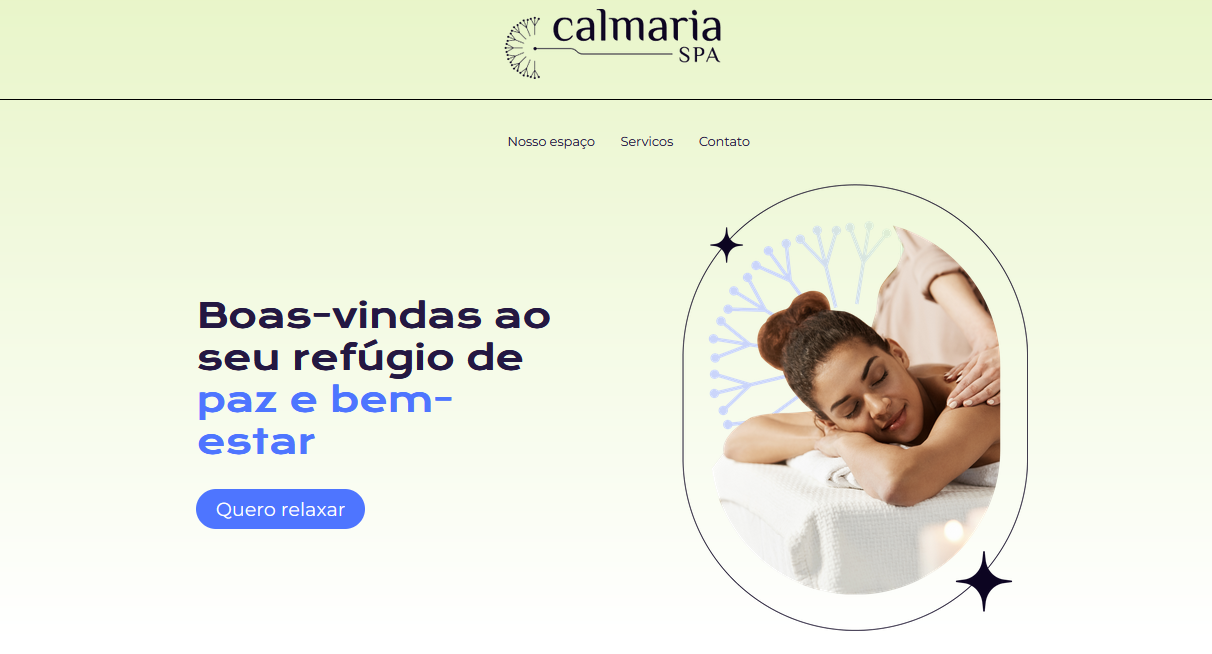 calmaria
SPA
Nosso espaço Servicos Contato
Boas-vindas ao
seu refúgio de
paz e bem-
estar
Quero relaxar